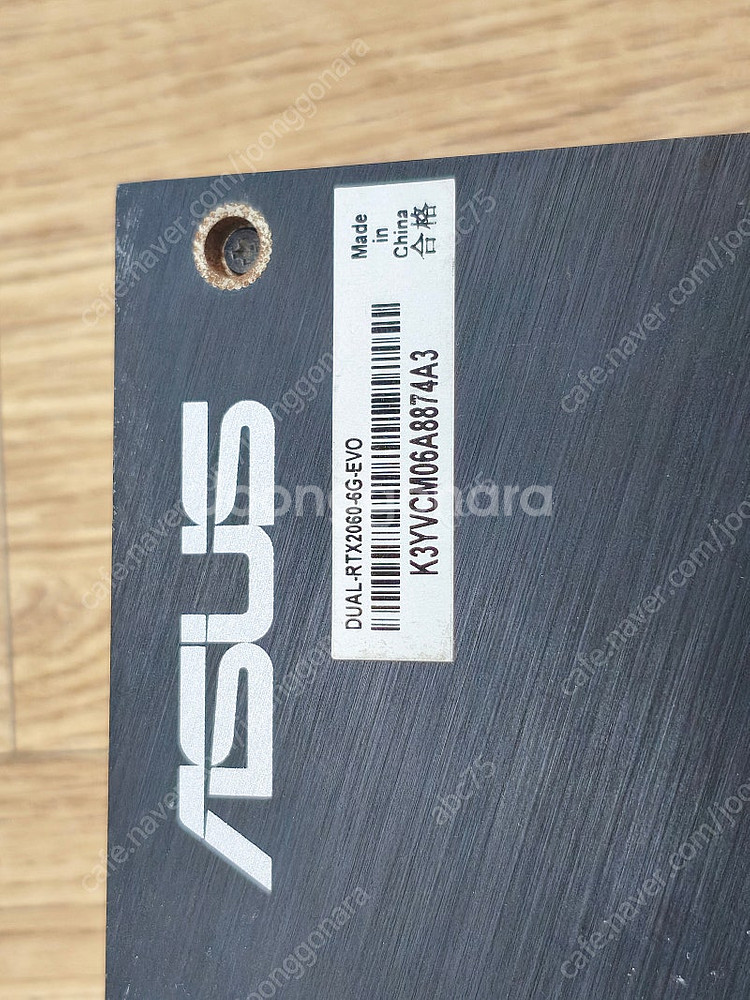 ASUS
DUAL-RTX2060-6G-EVO
K3YVCM06A8874A3
Made
in
China
合格
joonggonara
cafe.naver.com/joonggonara
abc75